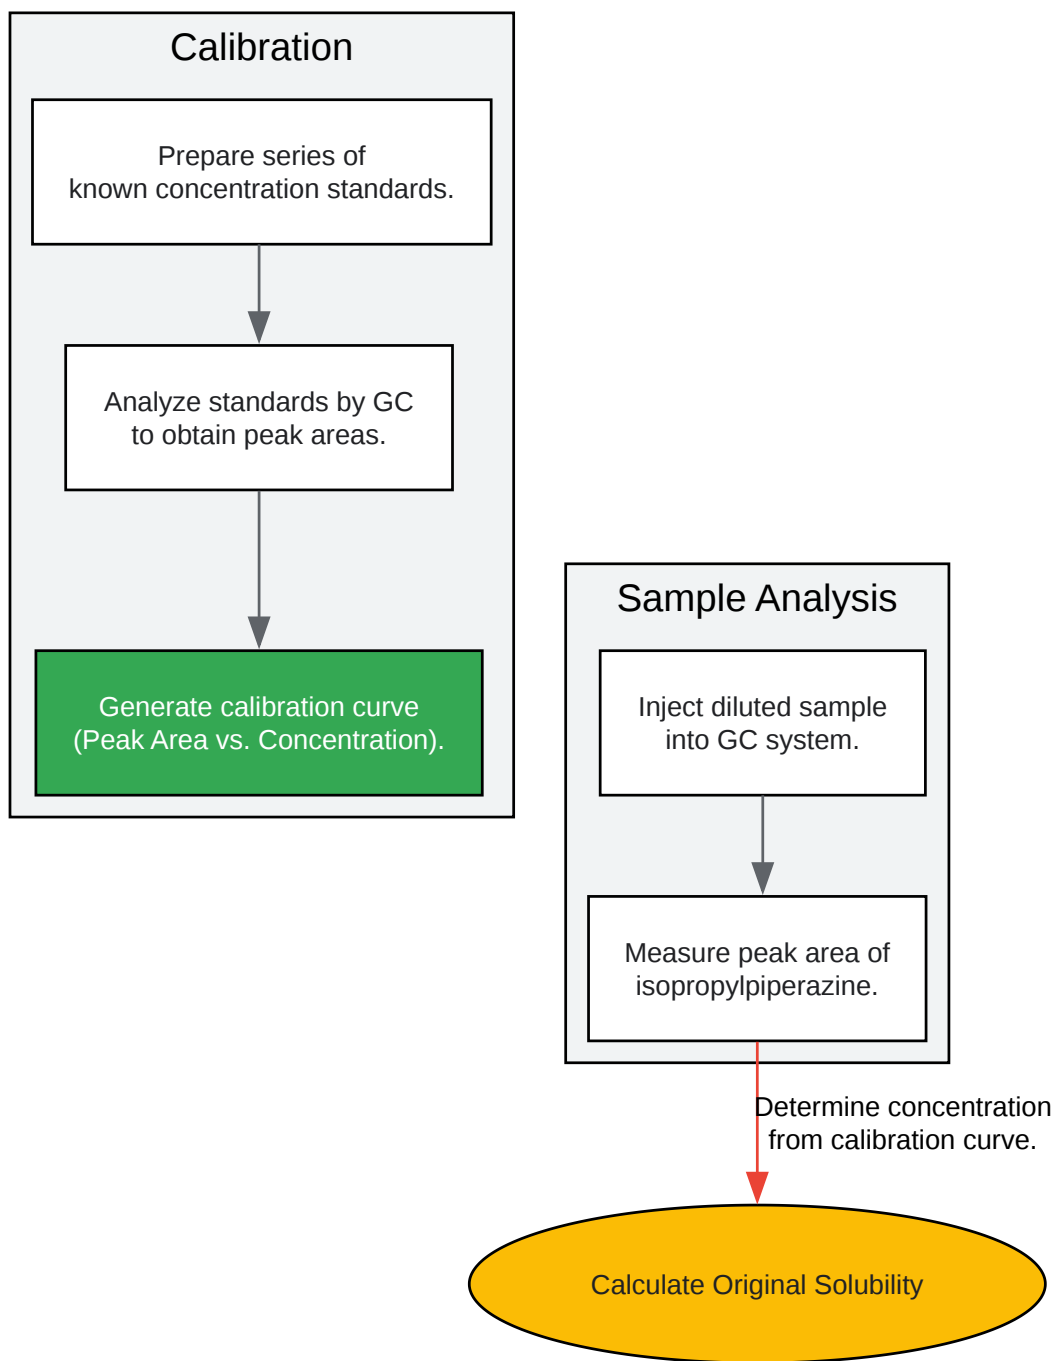 Calibration
Prepare series of
known concentration standards.
Analyze standards by GC
to obtain peak areas.
Generate calibration curve
(Peak Area vs. Concentration).
Sample Analysis
Inject diluted sample
into GC system.
Measure peak area of
isopropylpiperazine.
Determine concentration
from calibration curve.
Calculate Original Solubility